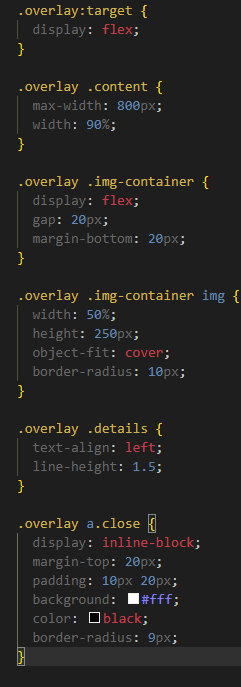 .overlay:target {
display: flex;
}
.overlay .content {
max-width: 800px;
width: 90%;
}
.overlay .img-container {
display: flex;
gap: 20px;
margin-bottom: 20px;
}
.overlay .img-container img {
width: 50%;
height: 250px;
object-fit: cover;
border-radius: 10px;
}
.overlay .details {
text-align: left;
line-height: 1.5;
}
.overlay a.close {
display: inline-block;
margin-top: 20px;
padding: 10px 20px;
background: #fff;
color: black;
border-radius: 9px;
}